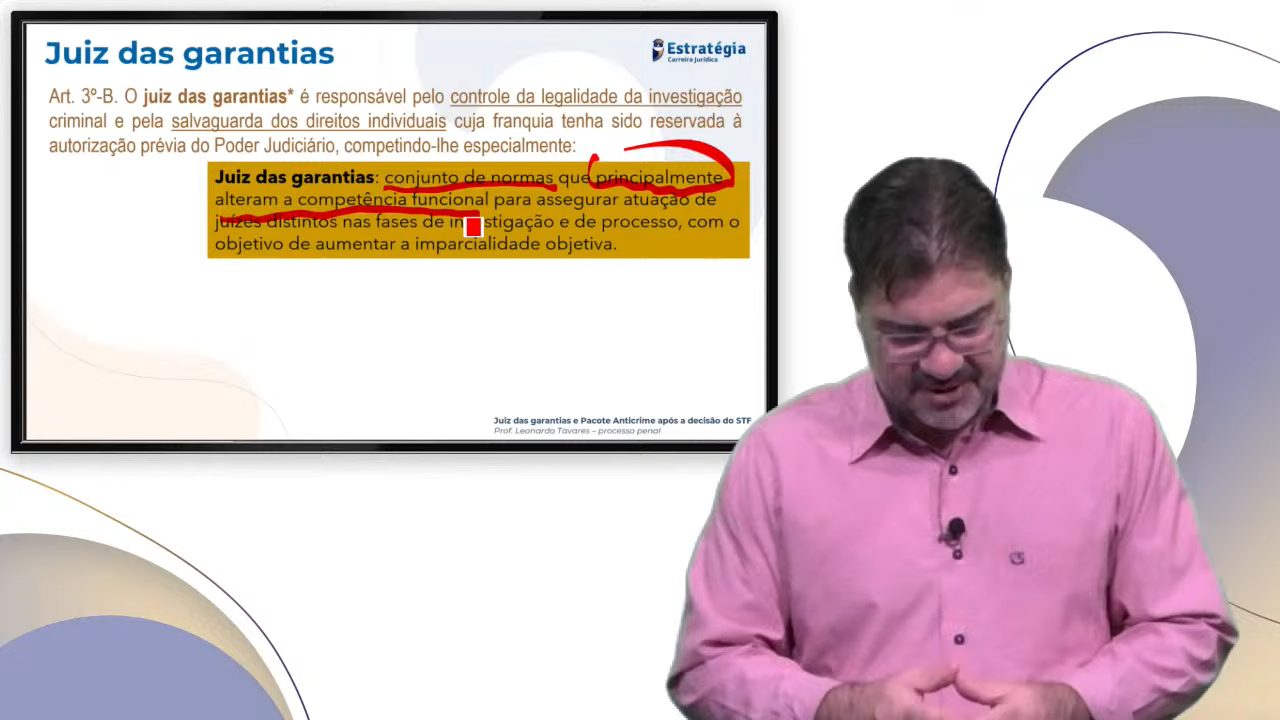 Juiz das garantias
Estratégia
Carreira Jurídica
Art. 3º-B. O juiz das garantias* é responsável pelo controle da legalidade da investigação
criminal e pela salvaguarda dos direitos individuais cuja franquia tenha sido reservada à
autorização prévia do Poder Judiciário, competindo-lhe especialmente:
Juiz das garantias: conjunto de normas que principalmente
alteram a competência funcional para assegurar atuação de
juízes distintos nas fases de investigação e de processo, com o
objetivo de aumentar a imparcialidade objetiva.
Juiz das garantias e Pacote Anticrime após a decisão do STF
Prof. Leonardo Tavares – processo penal